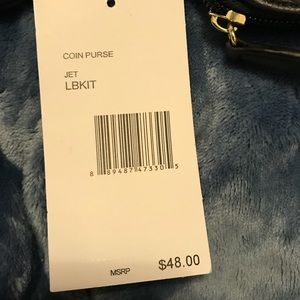 COIN PURSE
JET
LBKIT
8 89487 47330 5
MSRP $48.00